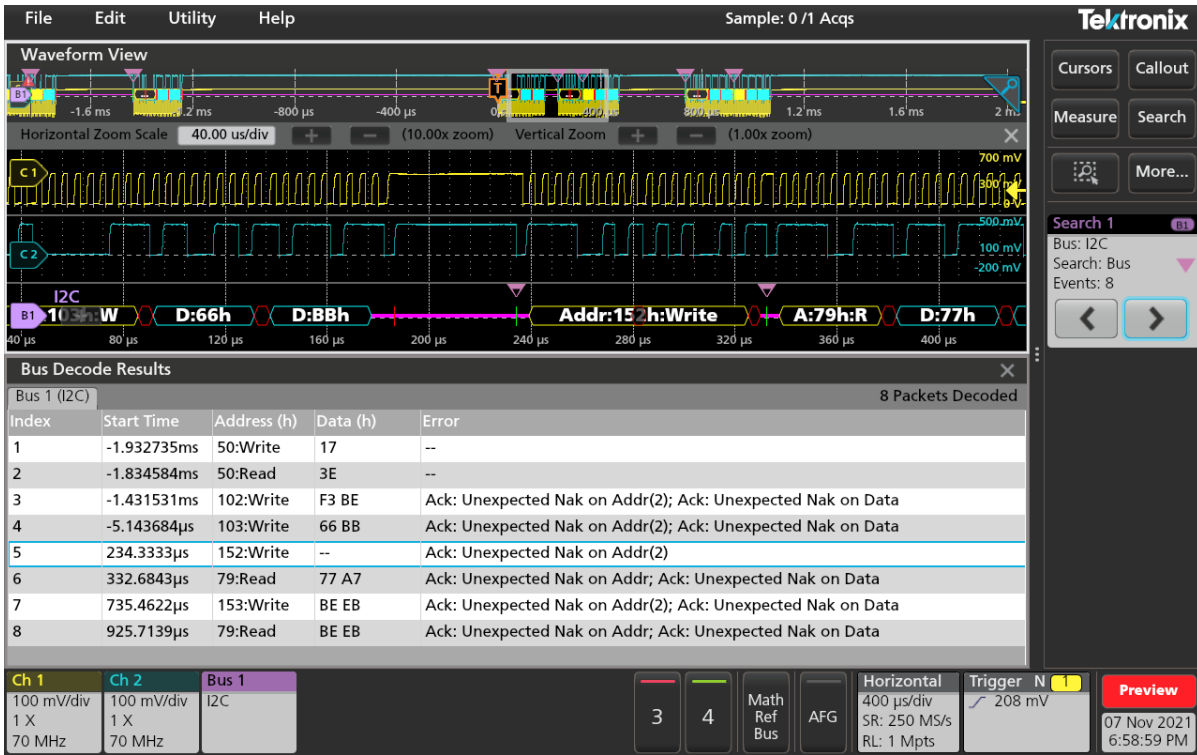 File Edit Utility Help Sample: 0 /1 Acqs Tektronix
Waveform View
B1 T
-1.6 ms -800 µs -400 µs 1.2 ms 1.6 ms
Horizontal Zoom Scale 40.00 us/div + − (10.00x zoom) Vertical Zoom + − (1.00x zoom)
Cursors Callout
Measure Search
More...
C 1
700 mV
300 mV
0 V
C 2
500 mV
100 mV
-200 mV
Search 1 B1
Bus: I2C
Search: Bus
Events: 8
I2C
B1 103h:W D:66h D:BBh Addr:152h:Write A:79h:R D:77h
40 µs 80 µs 120 µs 160 µs 200 µs 240 µs 280 µs 320 µs 360 µs 400 µs
Bus Decode Results
Bus 1 (I2C) 8 Packets Decoded
Index Start Time Address (h) Data (h) Error
1 -1.932735ms 50:Write 17 --
2 -1.834584ms 50:Read 3E --
3 -1.431531ms 102:Write F3 BE Ack: Unexpected Nak on Addr(2); Ack: Unexpected Nak on Data
4 -5.143684µs 103:Write 66 BB Ack: Unexpected Nak on Addr(2); Ack: Unexpected Nak on Data
5 234.3333µs 152:Write -- Ack: Unexpected Nak on Addr(2)
6 332.6843µs 79:Read 77 A7 Ack: Unexpected Nak on Addr; Ack: Unexpected Nak on Data
7 735.4622µs 153:Write BE EB Ack: Unexpected Nak on Addr(2); Ack: Unexpected Nak on Data
8 925.7139µs 79:Read BE EB Ack: Unexpected Nak on Addr; Ack: Unexpected Nak on Data
Ch 1
100 mV/div
1 X
70 MHz
Ch 2
100 mV/div
1 X
70 MHz
Bus 1
I2C
3
4
Math
Ref
Bus
AFG
Horizontal
400 µs/div
SR: 250 MS/s
RL: 1 Mpts
Trigger N 1
208 mV
Preview
07 Nov 2021
6:58:59 PM